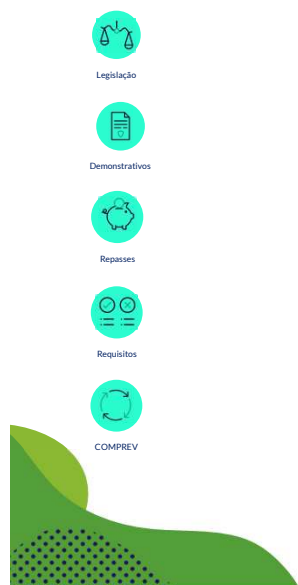 Legislação
Demonstrativos
Repasses
Requisitos
COMPREV